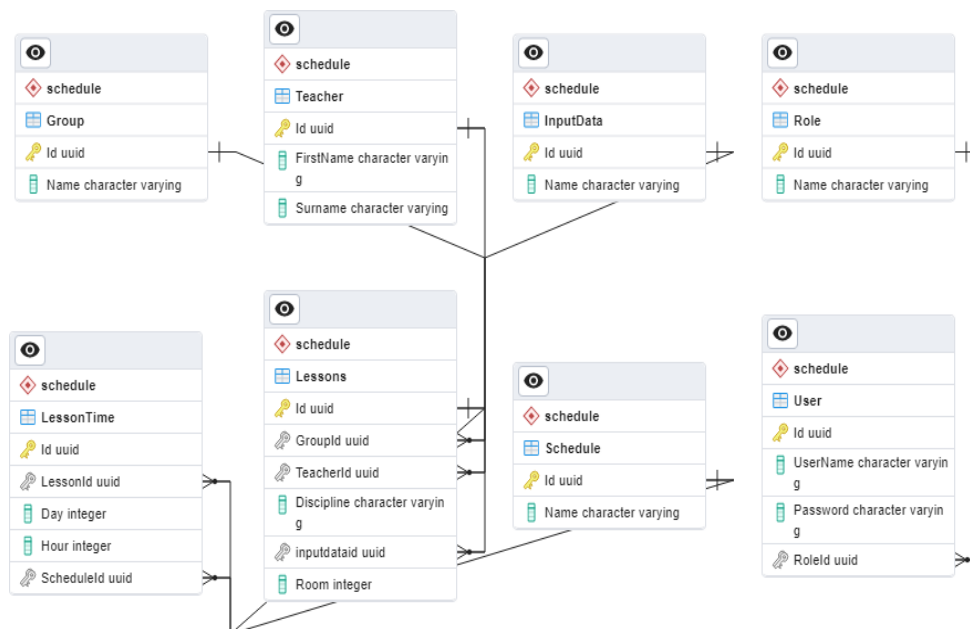 schedule
Group
Id uuid
Name character varying
schedule
Teacher
Id uuid
FirstName character varyin
g
Surname character varying
schedule
InputData
Id uuid
Name character varying
schedule
Role
Id uuid
Name character varying
schedule
LessonTime
Id uuid
LessonId uuid
Day integer
Hour integer
ScheduleId uuid
schedule
Lessons
Id uuid
GroupId uuid
TeacherId uuid
Discipline character varyin
g
inputdataid uuid
Room integer
schedule
Schedule
Id uuid
Name character varying
schedule
User
Id uuid
UserName character varyin
g
Password character varyin
g
RoleId uuid